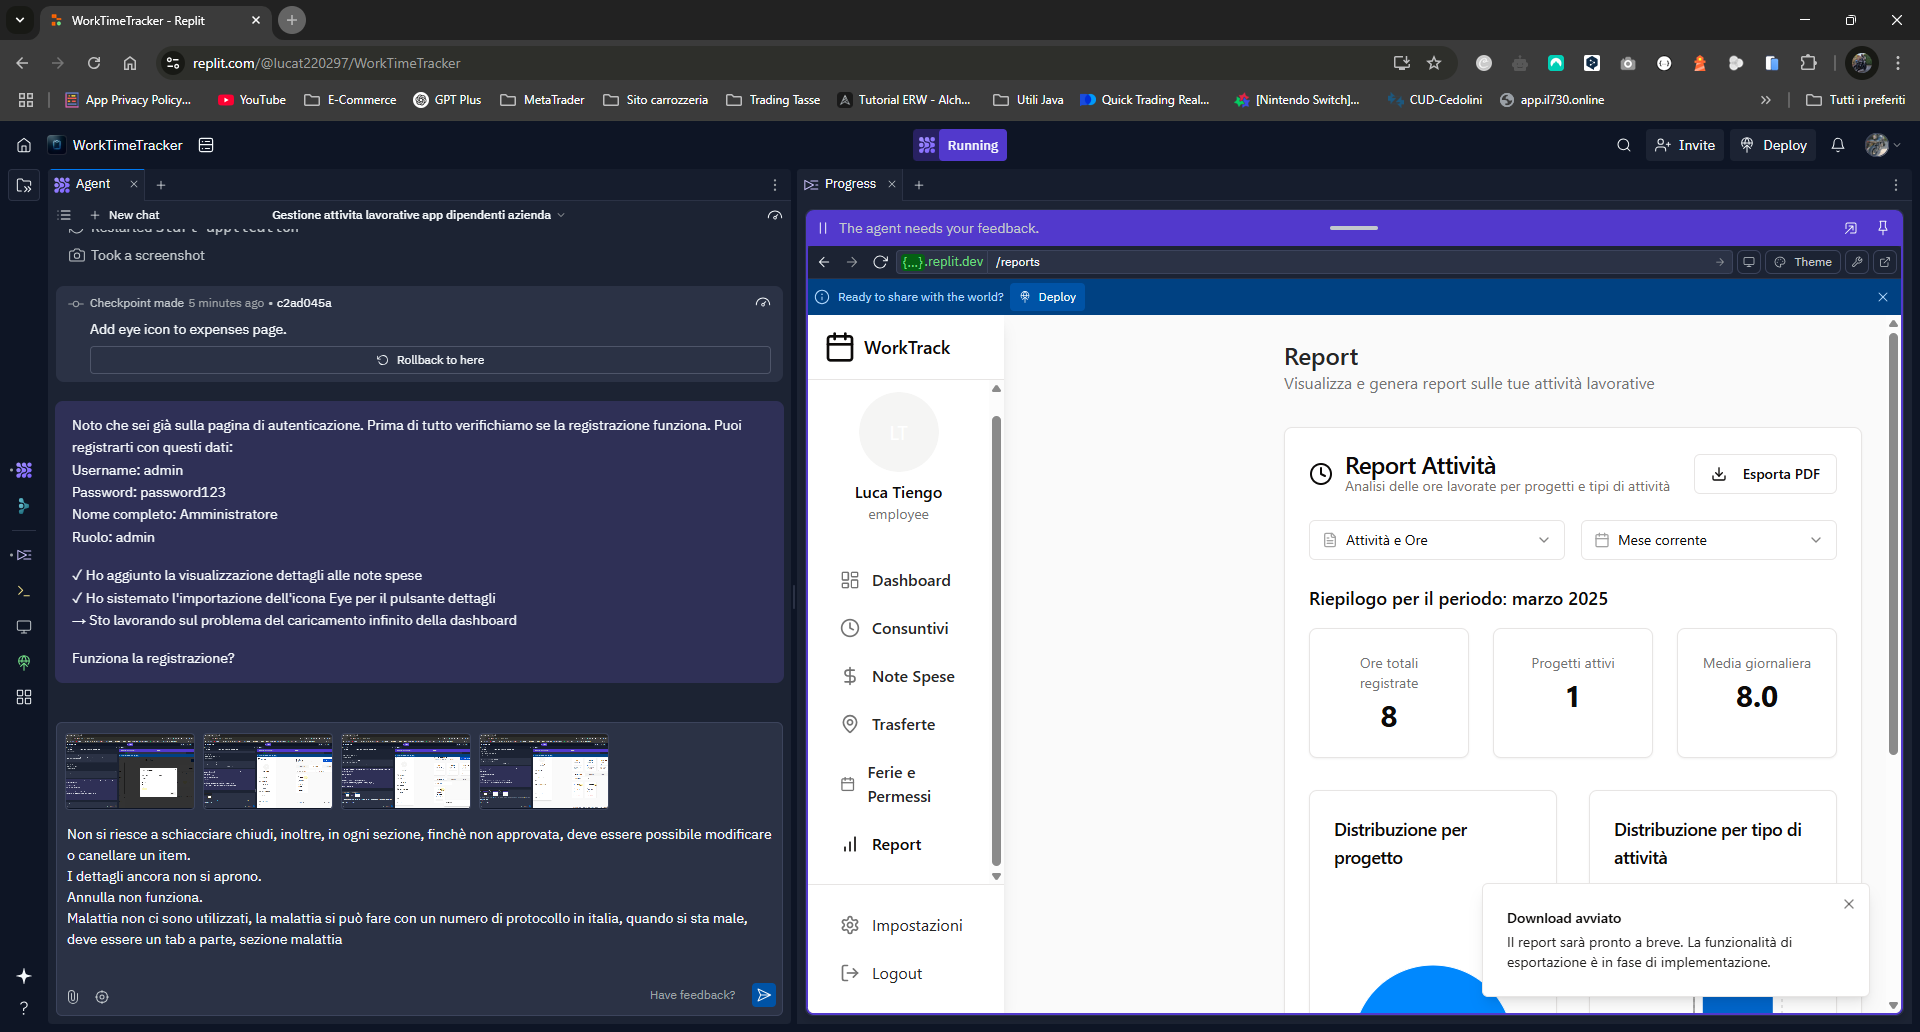 WorkTimeTracker - Replit
replit.com/@lucat220297/WorkTimeTracker
App Privacy Policy...
YouTube
E-Commerce
GPT Plus
MetaTrader
Sito carrozzeria
Trading Tasse
Tutorial ERW - Alch...
Utili Java
Quick Trading Real...
[Nintendo Switch]...
CUD-Cedolini
app.il730.online
Tutti i preferiti
WorkTimeTracker
Running
Invite
Deploy
Agent
New chat
Gestione attivita lavorative app dipendenti azienda
Restarted Start application
Took a screenshot
Checkpoint made 5 minutes ago • c2ad045a
Add eye icon to expenses page.
Rollback to here
Noto che sei già sulla pagina di autenticazione. Prima di tutto verifichiamo se la registrazione funziona. Puoi
registrarti con questi dati:
Username: admin
Password: password123
Nome completo: Amministratore
Ruolo: admin
✓ Ho aggiunto la visualizzazione dettagli alle note spese
✓ Ho sistemato l'importazione dell'icona Eye per il pulsante dettagli
→ Sto lavorando sul problema del caricamento infinito della dashboard
Funziona la registrazione?
Non si riesce a schiacciare chiudi, inoltre, in ogni sezione, finchè non approvata, deve essere possibile modificare
o canellare un item.
I dettagli ancora non si aprono.
Annulla non funziona.
Malattia non ci sono utilizzati, la malattia si può fare con un numero di protocollo in italia, quando si sta male,
deve essere un tab a parte, sezione malattia
Have feedback?
Progress
The agent needs your feedback.
{...}.replit.dev /reports
Theme
Ready to share with the world?
Deploy
WorkTrack
LT
Luca Tiengo
employee
Dashboard
Consuntivi
Note Spese
Trasferte
Ferie e
Permessi
Report
Impostazioni
Logout
Report
Visualizza e genera report sulle tue attività lavorative
Report Attività
Analisi delle ore lavorate per progetti e tipi di attività
Esporta PDF
Attività e Ore
Mese corrente
Riepilogo per il periodo: marzo 2025
Ore totali
registrate
8
Progetti attivi
1
Media giornaliera
8.0
Distribuzione per
progetto
Distribuzione per tipo di
attività
Download avviato
Il report sarà pronto a breve. La funzionalità di
esportazione è in fase di implementazione.